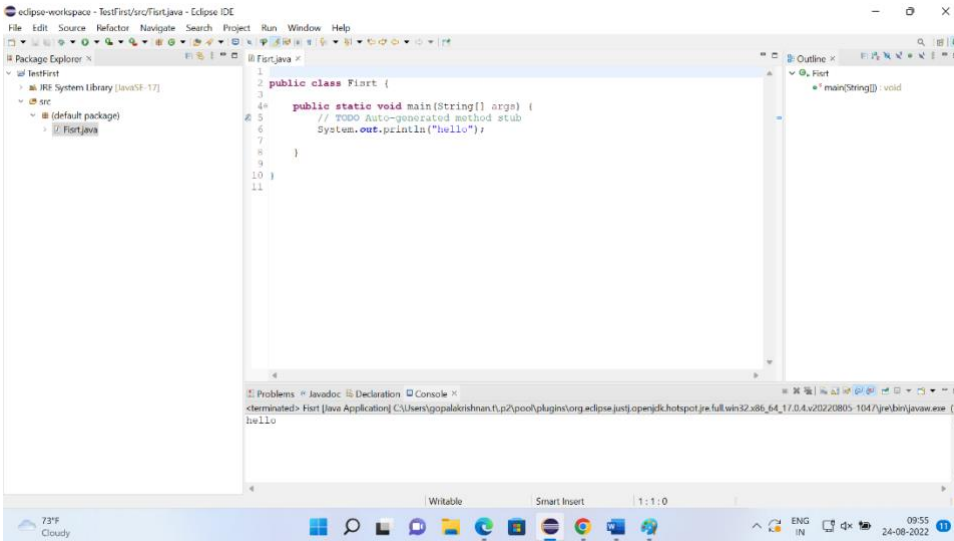 eclipse-workspace - TestFirst/src/Fisrt.java - Eclipse IDE
File Edit Source Refactor Navigate Search Project Run Window Help
Package Explorer
Fisrt.java
Outline
TestFirst
JRE System Library [JavaSE-17]
src
(default package)
Fisrt.java
1
2 public class Fisrt {
3
4 public static void main(String[] args) {
5 // TODO Auto-generated method stub
6 System.out.println("hello");
7
8 }
9
10 }
11
Fisrt
main(String[]) : void
Problems Javadoc Declaration Console
<terminated> Fisrt [Java Application] C:\Users\gopalakrishnan.t\.p2\pool\plugins\org.eclipse.justj.openjdk.hotspot.jre.full.win32.x86_64_17.0.4.v20220805-1047\jre\bin\javaw.exe (
hello
Writable Smart Insert 1 : 1 : 0
73°F
Cloudy
ENG
IN
09:55
24-08-2022
11